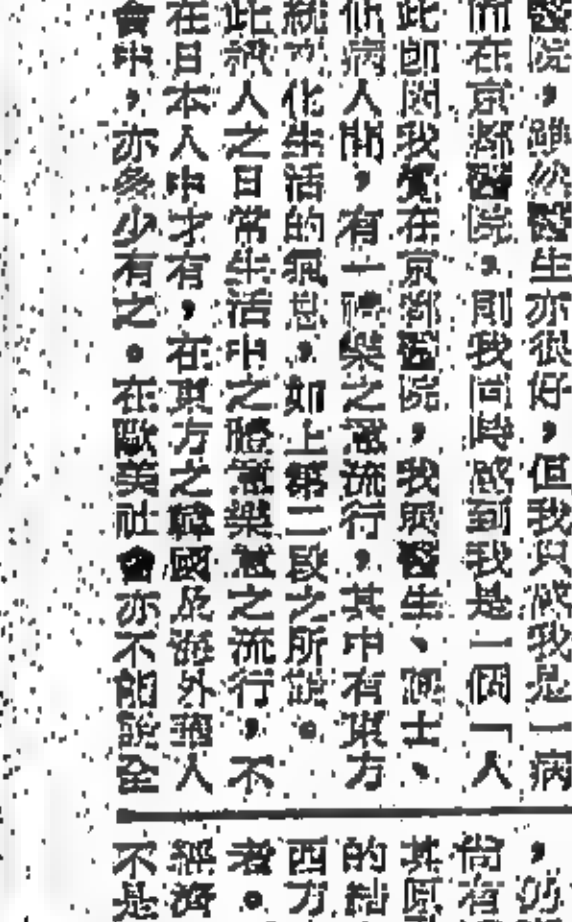 醫院，雖然醫生亦很好，但我只感我是一病
而在京都醫院，則我同時感到我是一個「人
此即因我覺在京都醫院，我與醫生、護士、
他病人間，有一禮樂之意流行，其中有東方
統文化生活的氣息，如上第二段之所說。
此視人之日常生活中之禮意樂意之流行，不
在日本人中才有，在東方之韓國及海外華人
會中，亦多少有之。在歐美社會亦不能說全
，
尙有
其原
的結
西方
者。
經濟
不是